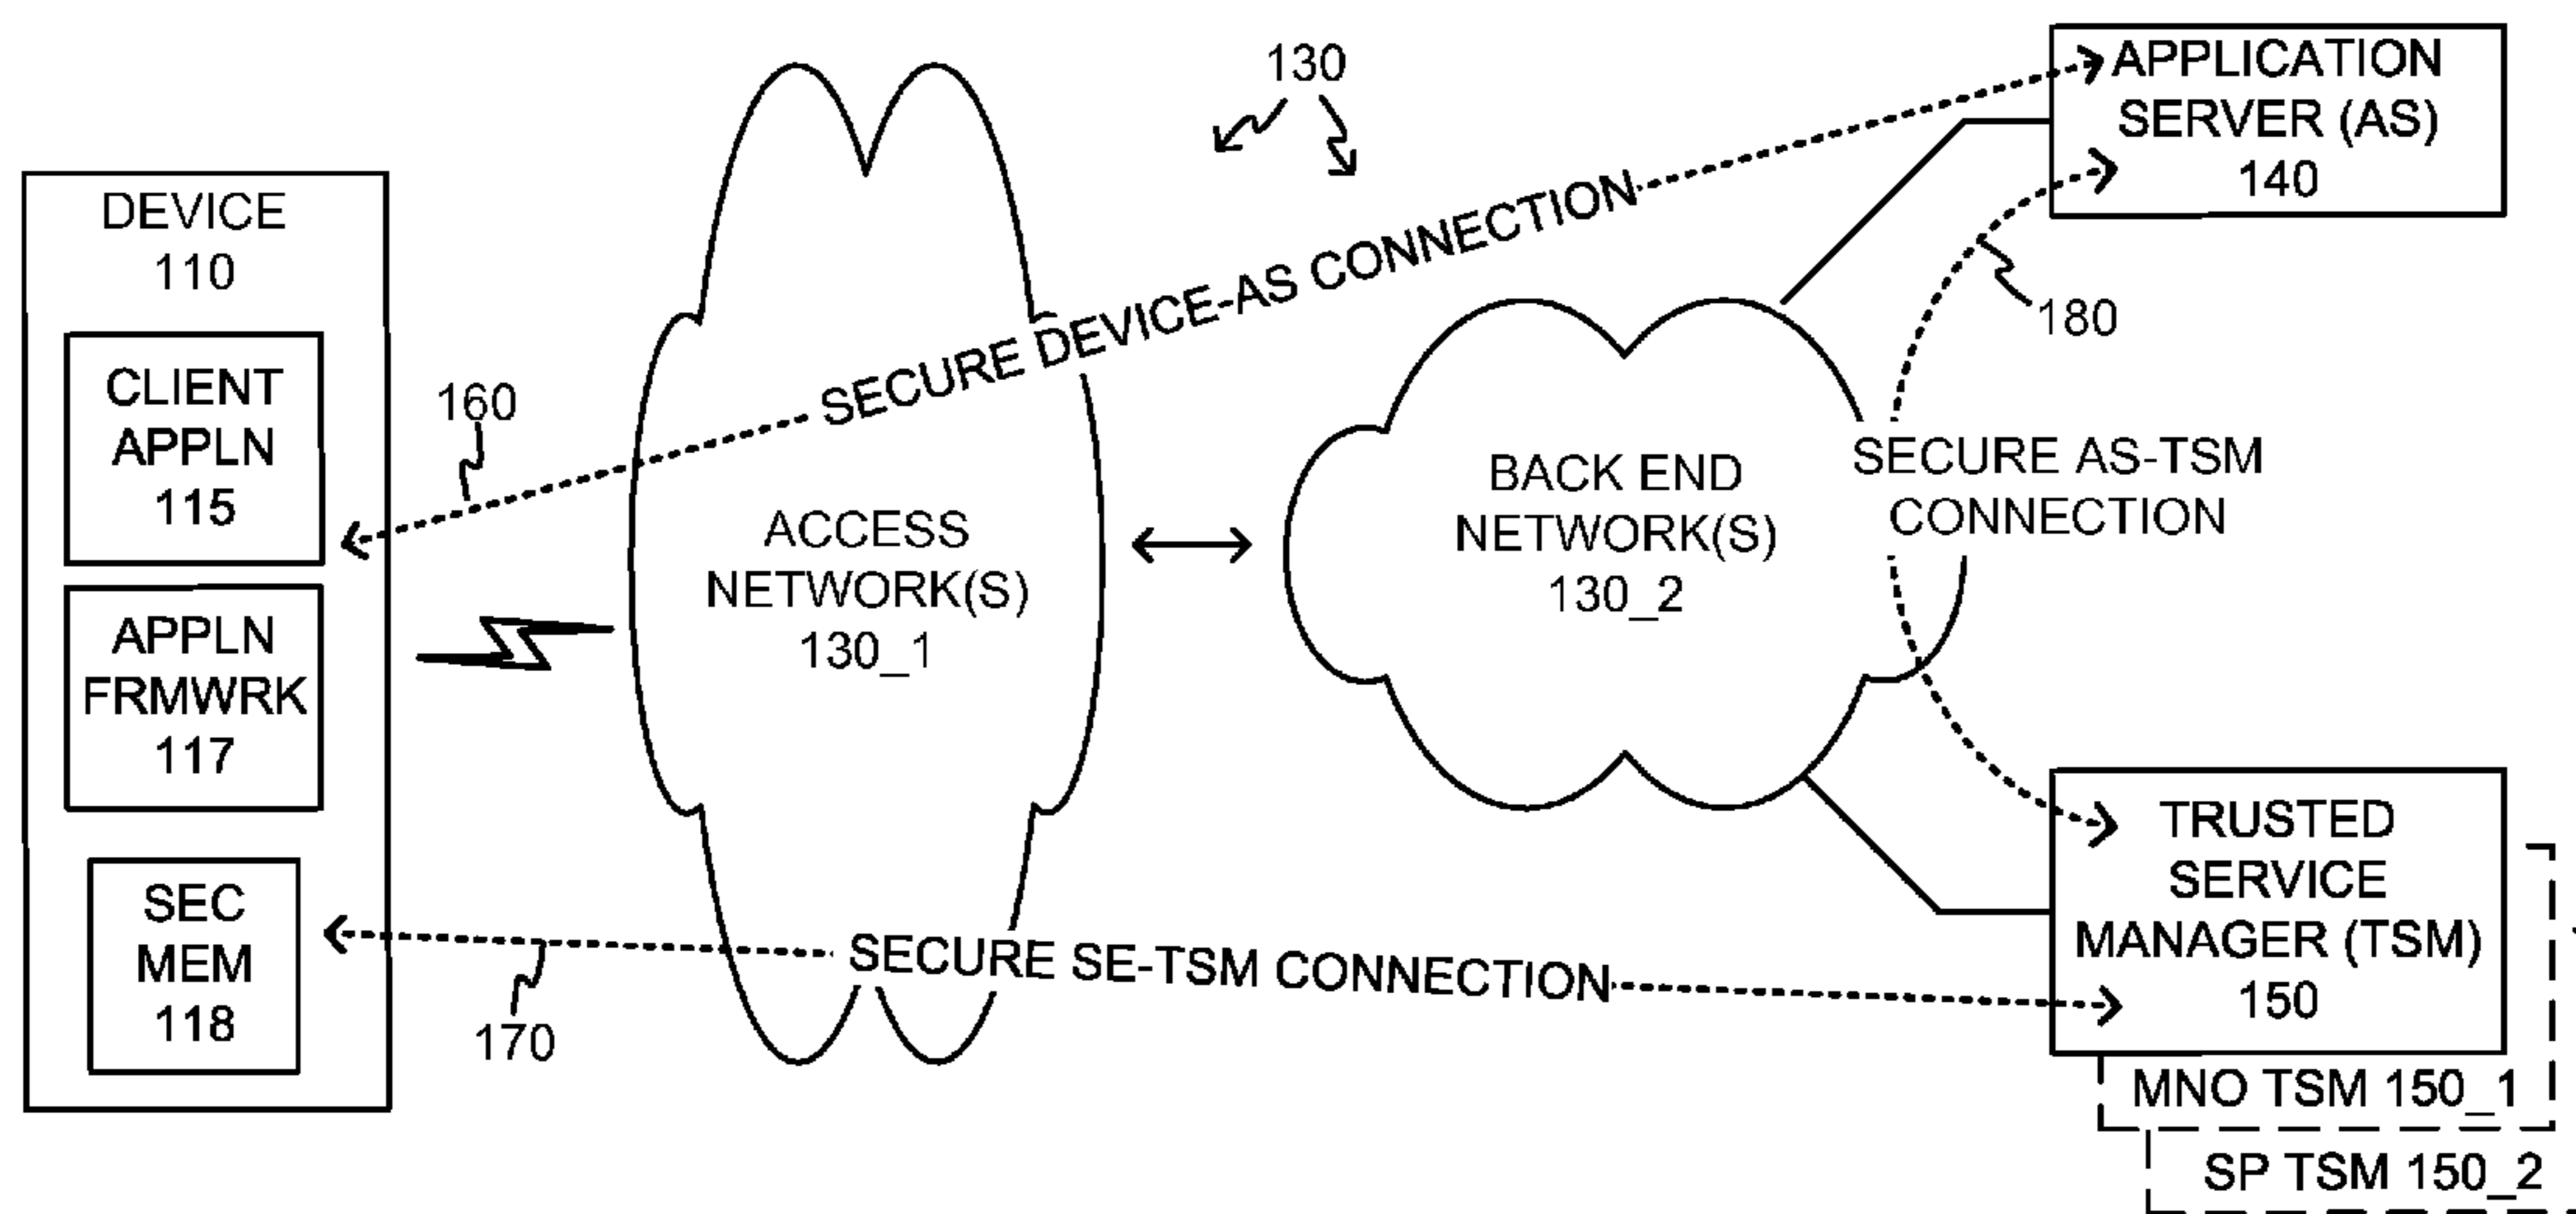 130
APPLICATION
SERVER (AS)
140
DEVICE
110
CLIENT
APPLN
115
APPLN
FRMWRK
117
SEC
MEM
118
160
SECURE DEVICE-AS CONNECTION
180
ACCESS
NETWORK(S)
130_1
BACK END
NETWORK(S)
130_2
SECURE AS-TSM
CONNECTION
170
SECURE SE-TSM CONNECTION
TRUSTED
SERVICE
MANAGER (TSM)
150
MNO TSM 150_1
SP TSM 150_2